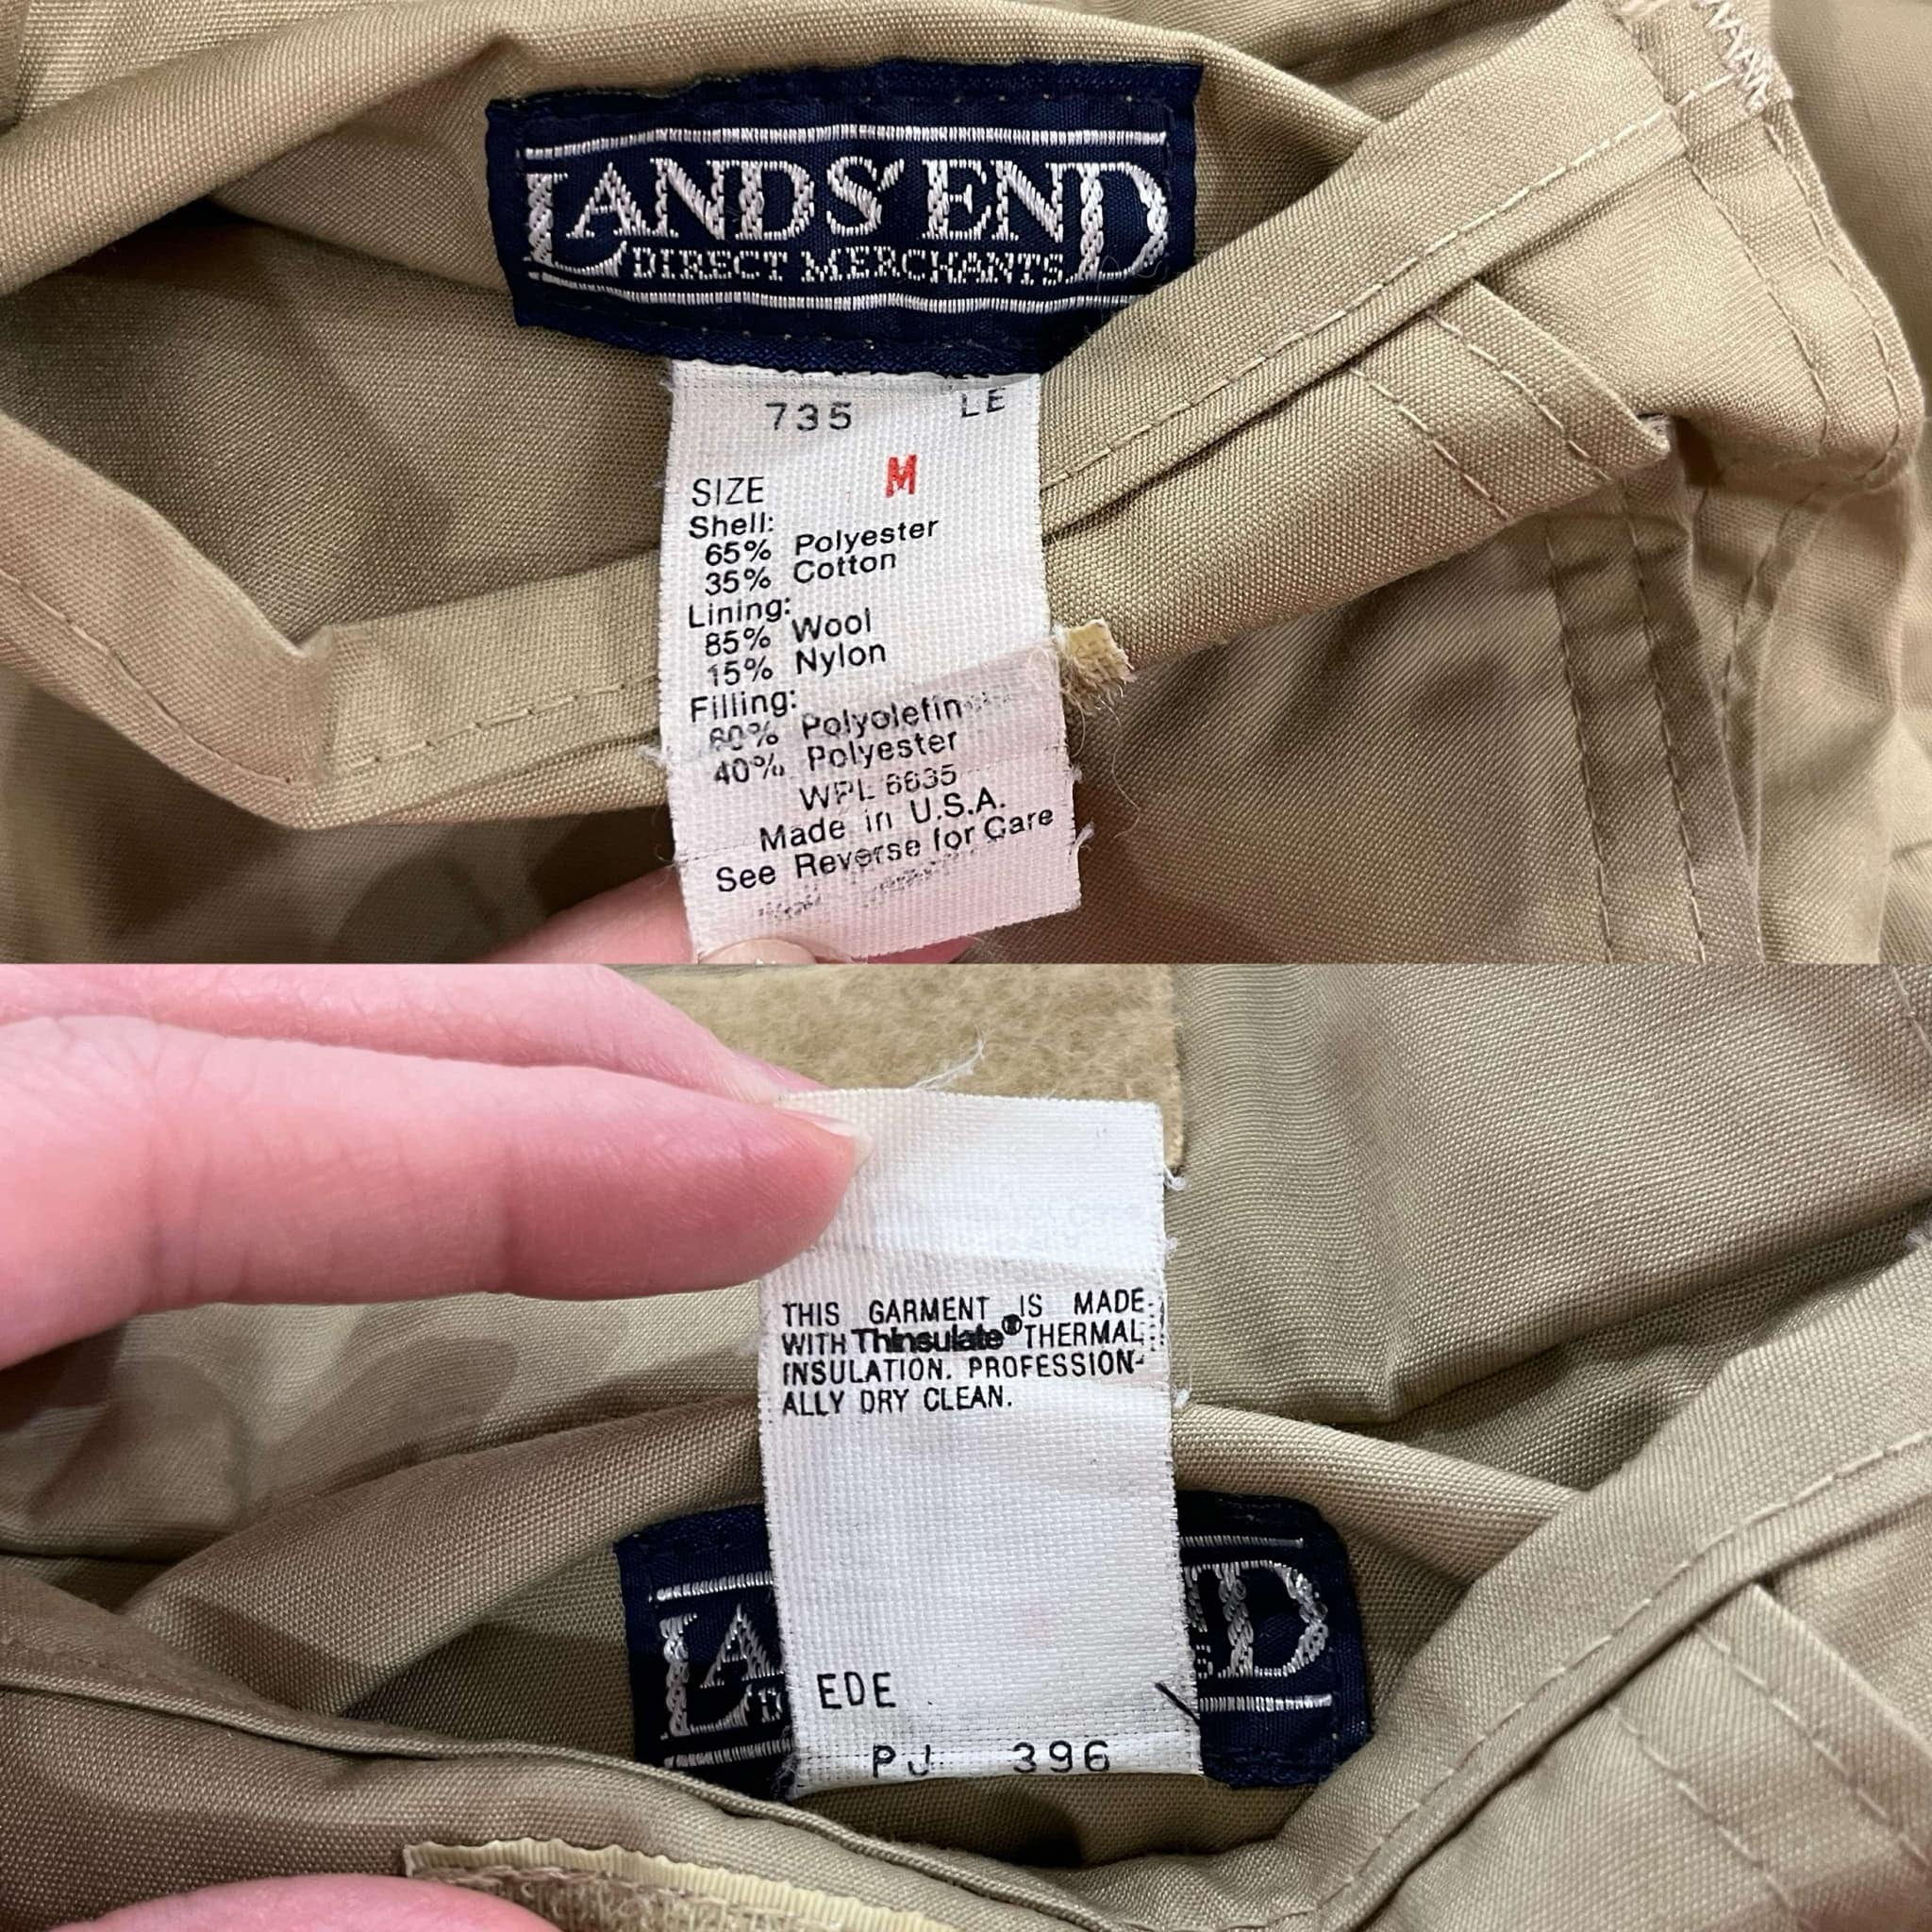 LANDS' END
DIRECT MERCHANTS
735 LE
SIZE M
Shell:
65% Polyester
35% Cotton
Lining:
85% Wool
15% Nylon
Filling:
60% Polyolefin
40% Polyester
WPL 6635
Made in U.S.A.
See Reverse for Care
THIS GARMENT IS MADE
WITH Thinsulate® THERMAL
INSULATION. PROFESSION-
ALLY DRY CLEAN.
EDE
PJ 396